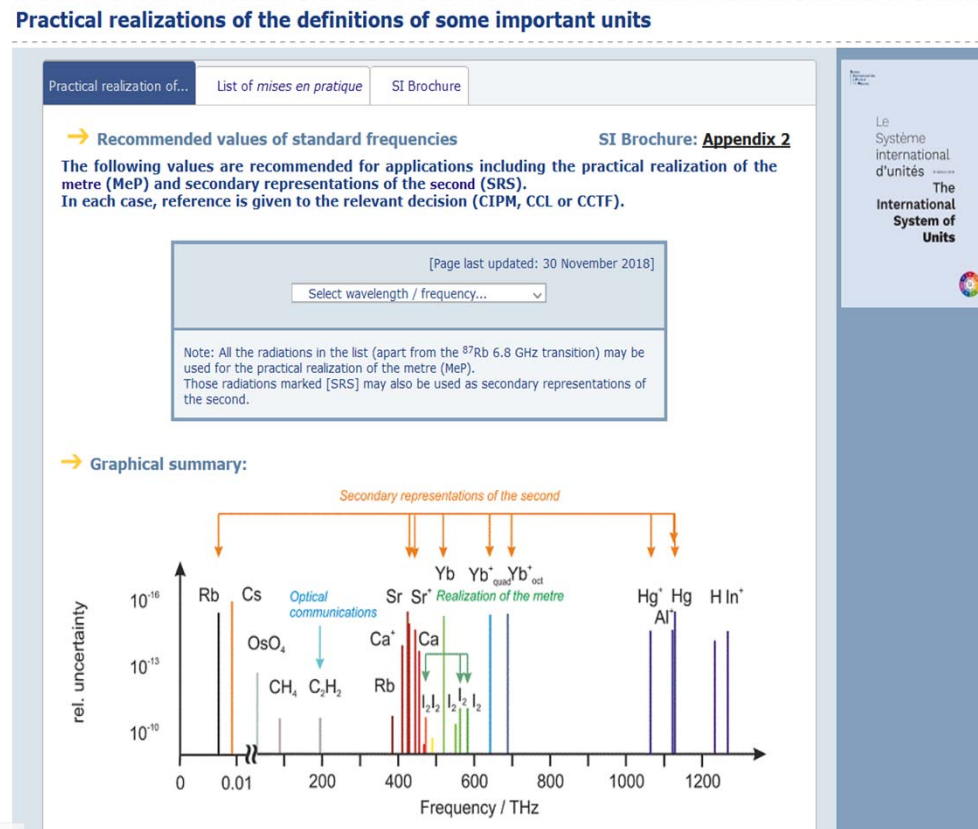 Practical realizations of the definitions of some important units
Practical realization of...
List of mises en pratique
SI Brochure
Recommended values of standard frequencies
SI Brochure: Appendix 2
The following values are recommended for applications including the practical realization of the
metre (MeP) and secondary representations of the second (SRS).
In each case, reference is given to the relevant decision (CIPM, CCL or CCTF).
[Page last updated: 30 November 2018]
Select wavelength / frequency...
Note: All the radiations in the list (apart from the ⁸⁷Rb 6.8 GHz transition) may be
used for the practical realization of the metre (MeP).
Those radiations marked [SRS] may also be used as secondary representations of
the second.
Graphical summary:
Secondary representations of the second
Yb Yb⁺quad Yb⁺oct
Rb Cs Optical Sr Sr⁺ Realization of the metre Hg⁺ Hg H In⁺
communications
Al⁺
OsO₄ Ca⁺ Ca
CH₄ C₂H₂ Rb
I₂ I₂ I₂ I₂ I₂
rel. uncertainty
10⁻¹⁶
10⁻¹³
10⁻¹⁰
0 0.01 200 400 600 800 1000 1200
Frequency / THz
Le
Système
international
d'unités
The
International
System of
Units